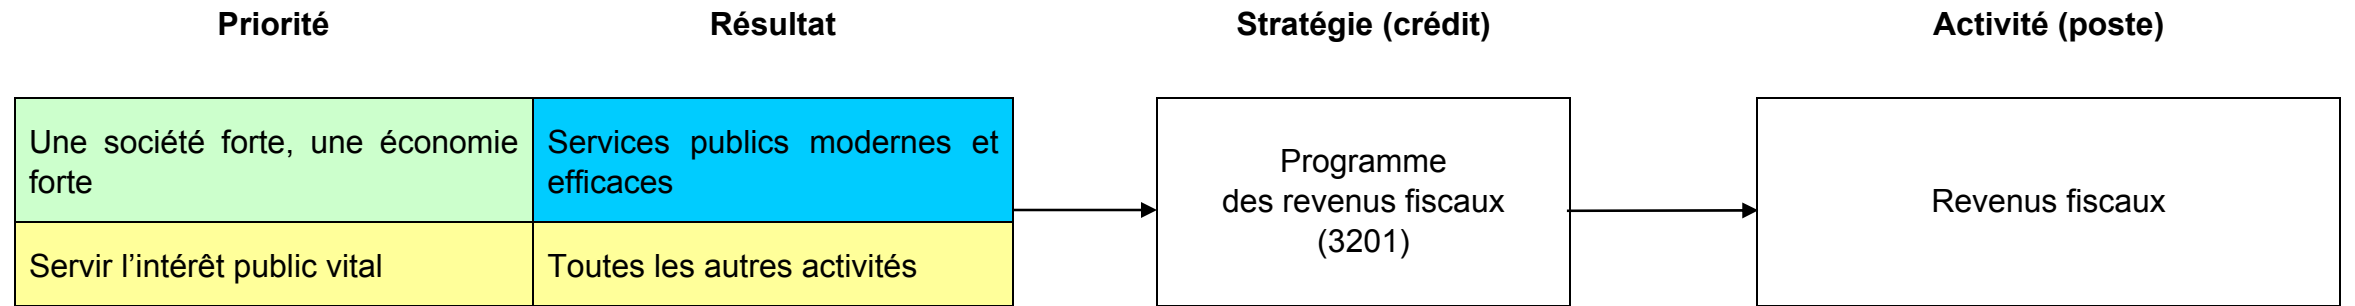 Priorité
Résultat
Stratégie (crédit)
Activité (poste)
Une société forte, une économie
forte
Services publics modernes et
efficaces
Servir l’intérêt public vital
Toutes les autres activités
Programme
des revenus fiscaux
(3201)
Revenus fiscaux